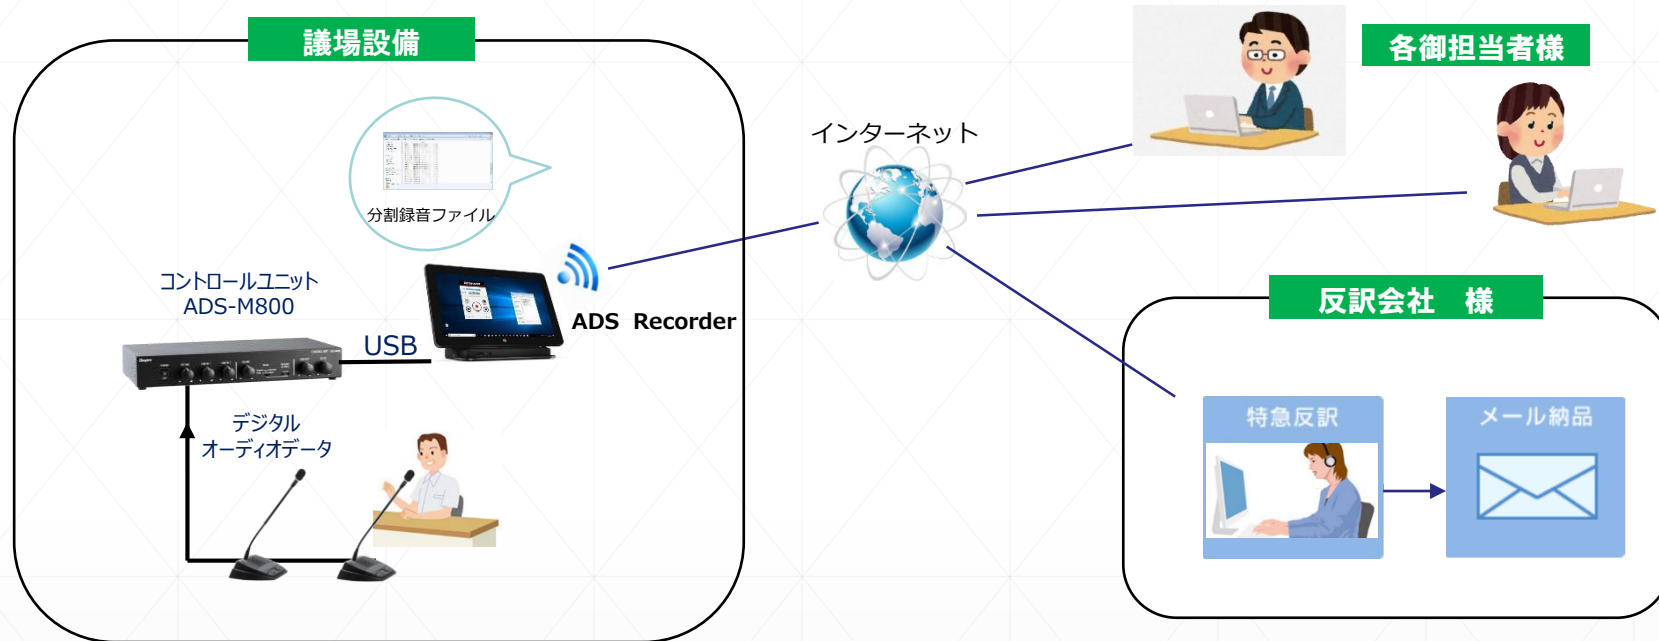 議場設備
各御担当者様
インターネット
分割録音ファイル
コントロールユニット
ADS-M800
ADS Recorder
USB
デジタル
オーディオデータ
反訳会社 様
特急反訳
メール納品